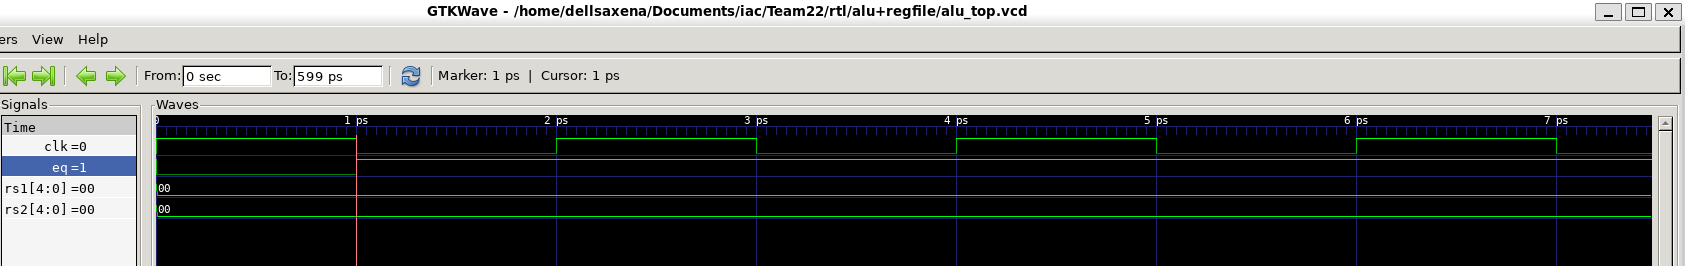 GTKWave - /home/dellsaxena/Documents/iac/Team22/rtl/alu+regfile/alu_top.vcd
ers View Help
From: 0 sec To: 599 ps Marker: 1 ps | Cursor: 1 ps
Signals Waves
Time 0 1 ps 2 ps 3 ps 4 ps 5 ps 6 ps 7 ps
clk =0
eq =1
rs1[4:0] =00 00
rs2[4:0] =00 00